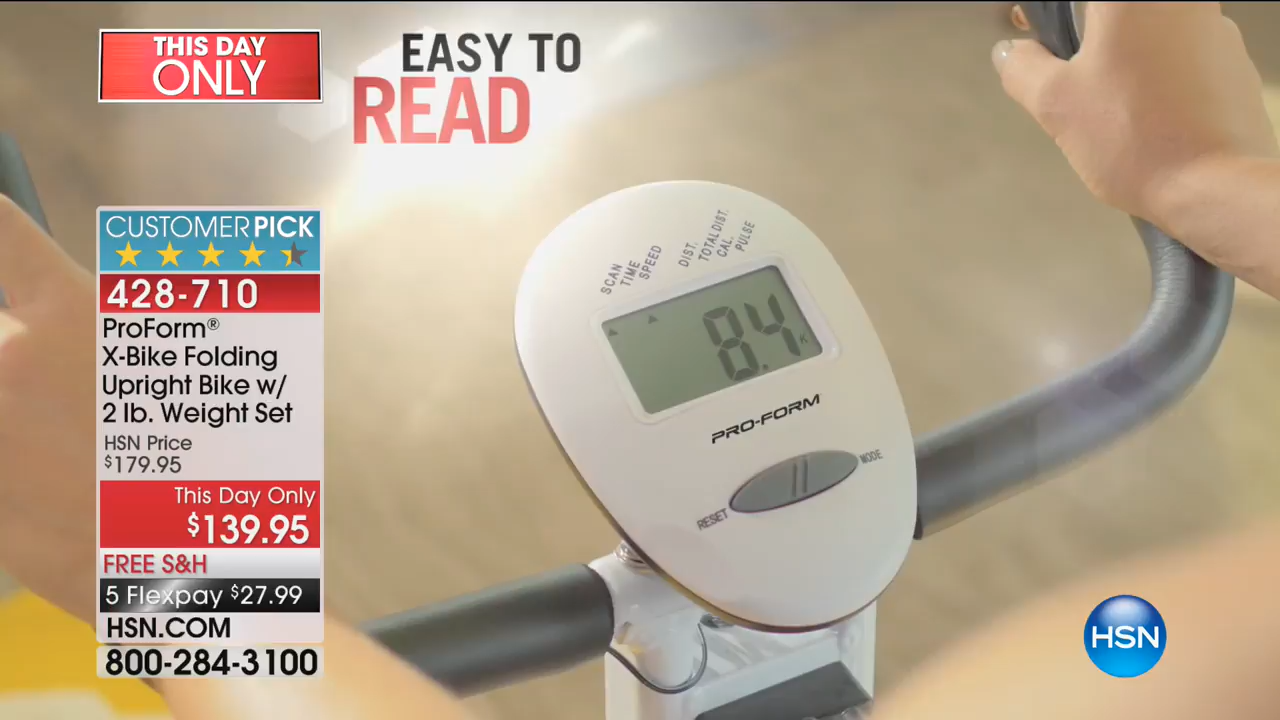 THIS DAY
ONLY
EASY TO
READ
CUSTOMER PICK
428-710
ProForm®
X-Bike Folding
Upright Bike w/
2 lb. Weight Set
HSN Price
$179.95
This Day Only
$139.95
FREE S&H
5 Flexpay $27.99
HSN.COM
800-284-3100
SCAN
TIME
SPEED
DIST.
TOTAL DIST.
CAL.
PULSE
8.4
K
PRO-FORM
MODE
RESET
HSN